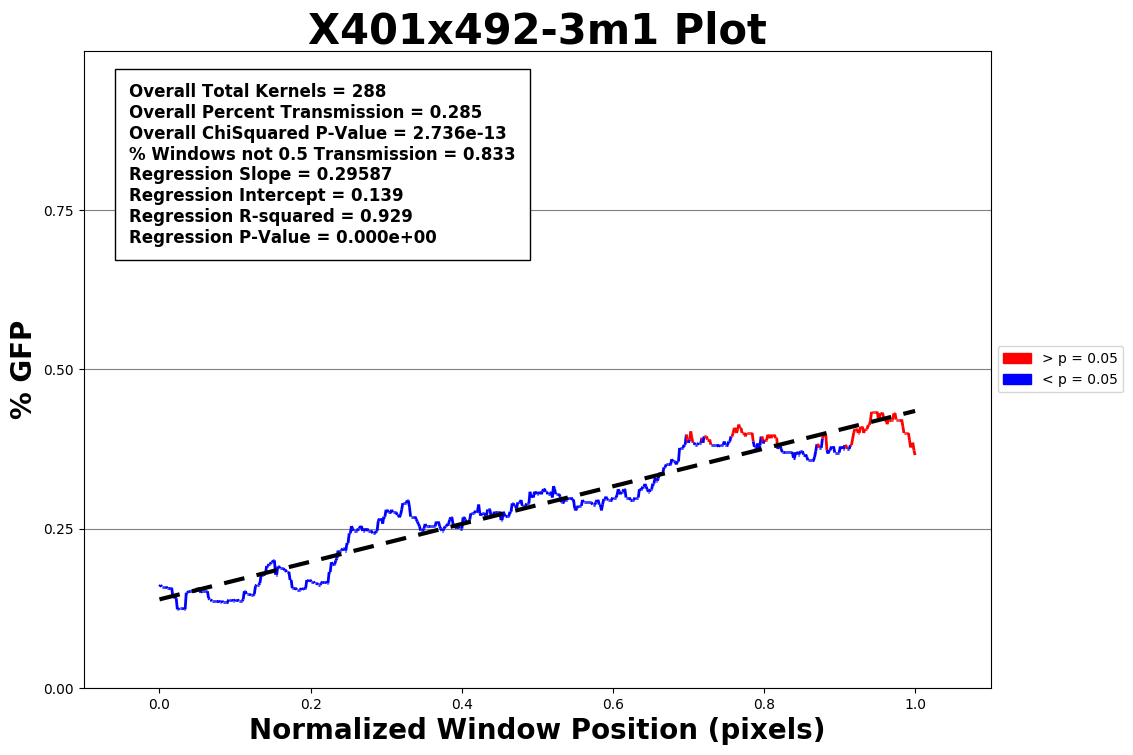 X401x492-3m1 Plot
Overall Total Kernels = 288
Overall Percent Transmission = 0.285
Overall ChiSquared P-Value = 2.736e-13
% Windows not 0.5 Transmission = 0.833
Regression Slope = 0.29587
Regression Intercept = 0.139
Regression R-squared = 0.929
Regression P-Value = 0.000e+00
% GFP
0.75
0.50
0.25
0.00
> p = 0.05
< p = 0.05
0.0 0.2 0.4 0.6 0.8 1.0
Normalized Window Position (pixels)